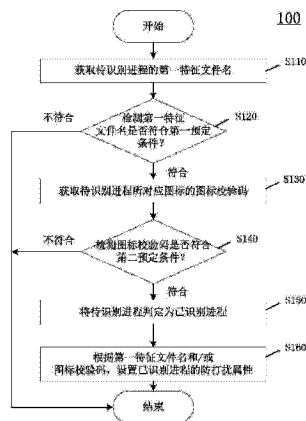 开始
100
获取待识别进程的第一特征文件名
S110
检测第一特征
文件名是否符合第一预定
条件？
S120
不符合
符合
获取待识别进程所对应图标的图标校验码
S130
检测图标校验码是否符合
第二预定条件？
S140
不符合
符合
将待识别进程判定为已识别进程
S150
根据第一特征文件名和/或
图标校验码，设置已识别进程的防打扰属性
S160
结束